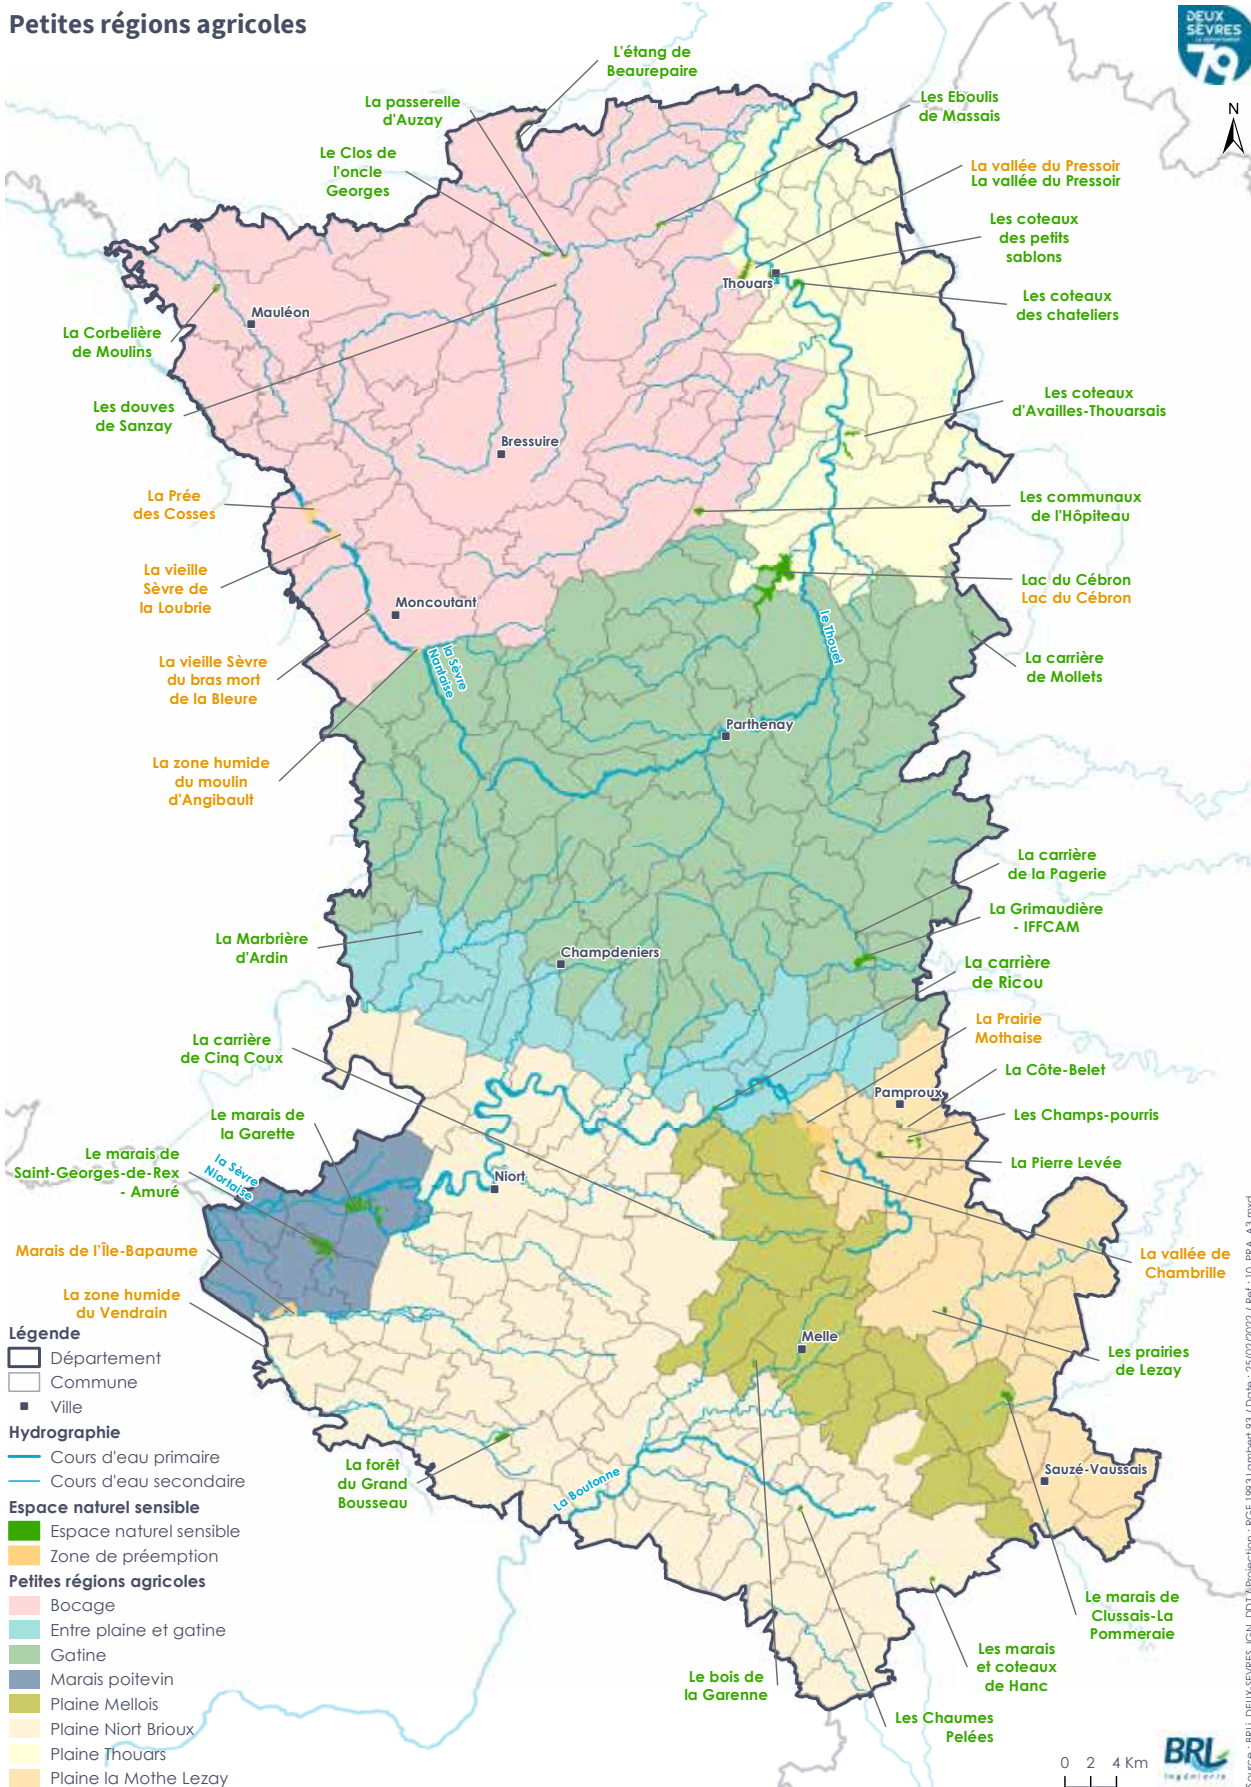 Petites régions agricoles
DEUX
SÈVRES
79
N
L'étang de
Beaurepaire
La passerelle
d'Auzay
Les Eboulis
de Massais
Le Clos de
l'oncle
Georges
La vallée du Pressoir
La vallée du Pressoir
Les coteaux
des petits
sablons
Thouars
Les coteaux
des chateliers
Mauléon
La Corbelière
de Moulins
Les coteaux
d'Availles-Thouarsais
Les douves
de Sanzay
Bressuire
La Prée
des Cosses
Les communaux
de l'Hôpiteau
La vieille
Sèvre de
la Loubrie
Lac du Cébron
Lac du Cébron
Moncoutant
le Thouet
la Sèvre
Nantaise
La carrière
de Mollets
La vieille Sèvre
du bras mort
de la Bleure
Parthenay
La zone humide
du moulin
d'Angibault
La carrière
de la Pagerie
La Grimaudière
- IFFCAM
La Marbrière
d'Ardin
Champdeniers
La carrière
de Ricou
La Prairie
Mothaise
La carrière
de Cinq Coux
La Côte-Belet
Pamproux
Les Champs-pourris
Le marais de
la Garette
La Pierre Levée
Le marais de
Saint-Georges-de-Rex
- Amuré
la Sèvre
Niortaise
Niort
Marais de l'Île-Bapaume
La vallée de
Chambrille
La zone humide
du Vendrain
Melle
Les prairies
de Lezay
La forêt
du Grand
Bousseau
La Boutonne
Sauzé-Vaussais
Le marais de
Clussais-La
Pommeraie
Les marais
et coteaux
de Hanc
Le bois de
la Garenne
Les Chaumes
Pelées
Légende
Département
Commune
Ville
Hydrographie
Cours d'eau primaire
Cours d'eau secondaire
Espace naturel sensible
Espace naturel sensible
Zone de préemption
Petites régions agricoles
Bocage
Entre plaine et gatine
Gatine
Marais poitevin
Plaine Mellois
Plaine Niort Brioux
Plaine Thouars
Plaine la Mothe Lezay
0 2 4 Km
BRL
Ingénierie